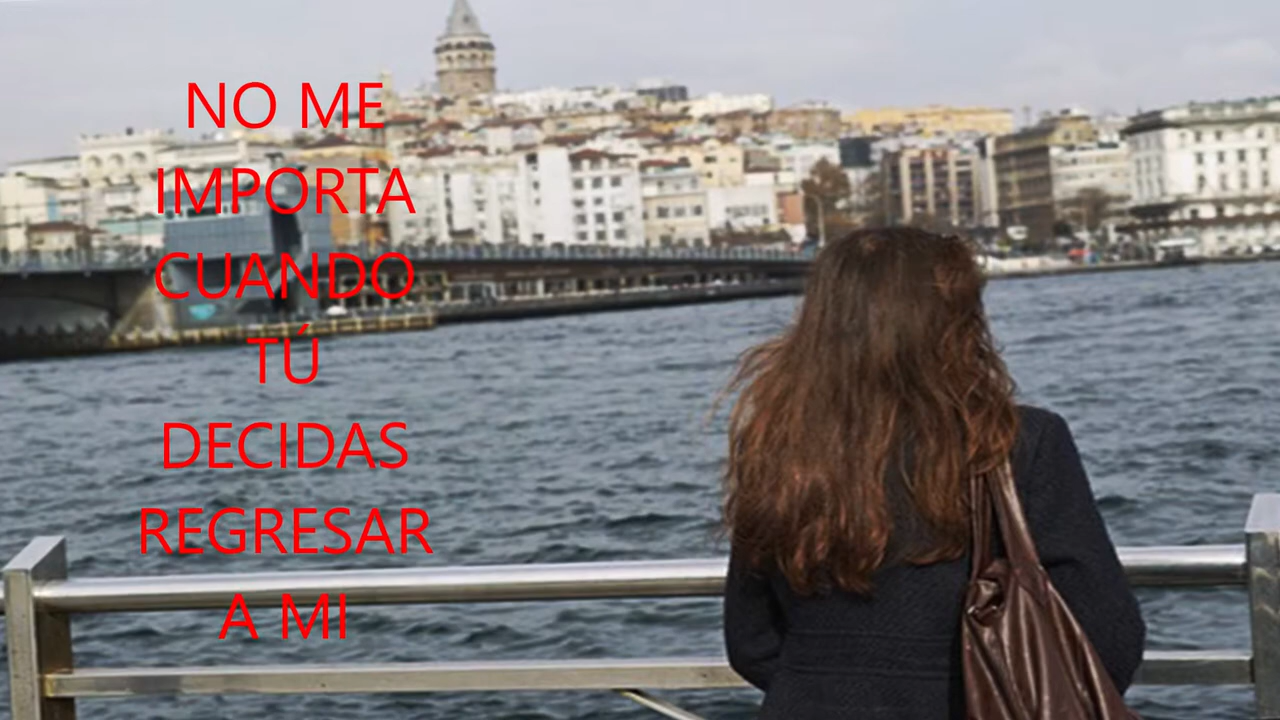 NO ME
IMPORTA
CUANDO
TÚ
DECIDAS
REGRESAR
A MI